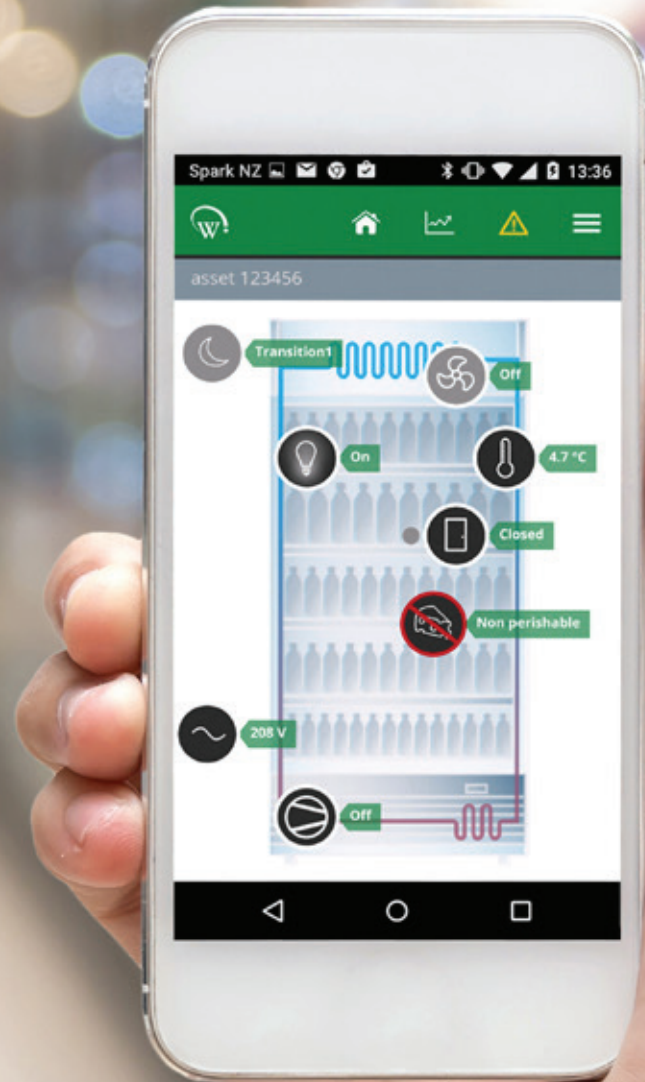 Spark NZ 13:36
W
asset 123456
Transition1
Off
On
4.7 °C
Closed
Non perishable
208 V
Off